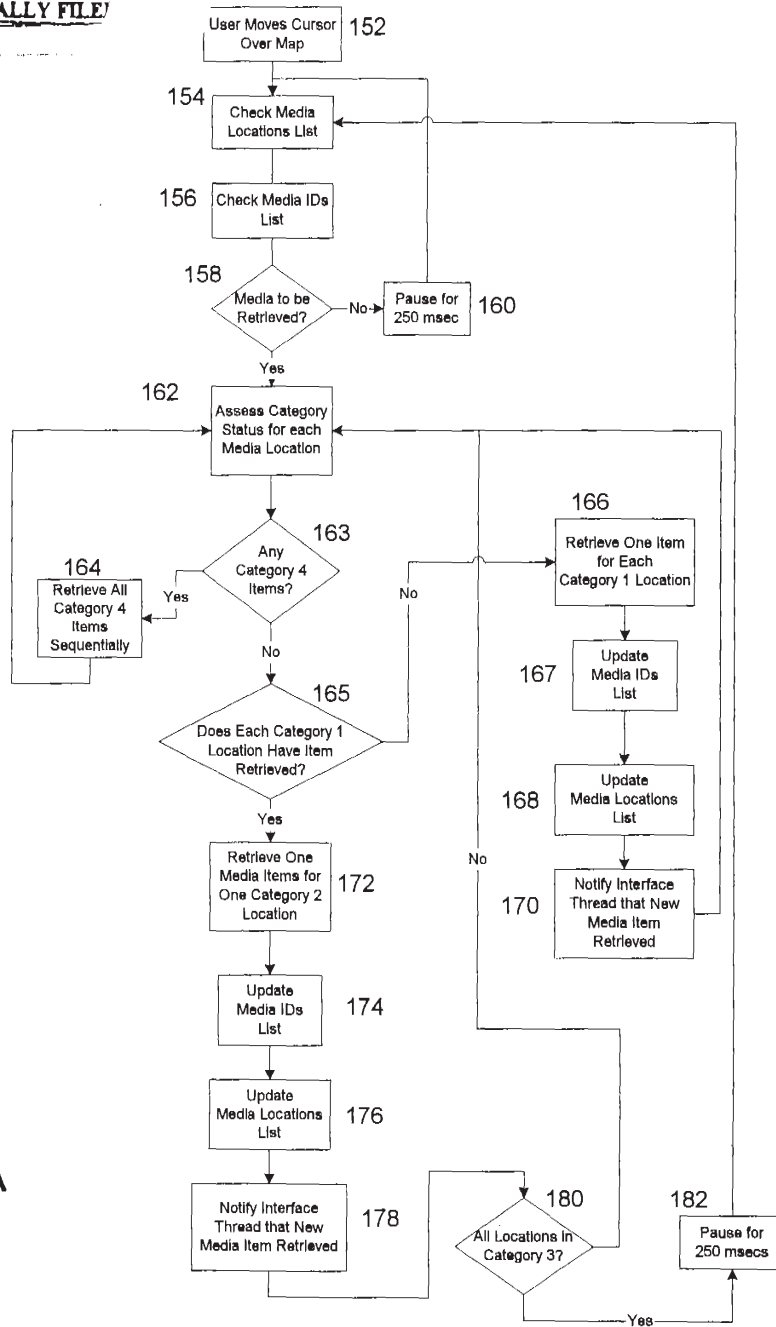 ALLY FILE
User Moves Cursor
Over Map
152
154
Check Media
Locations List
156
Check Media IDs
List
158
Media to be
Retrieved?
No
Pause for
250 msec
160
Yes
162
Assess Category
Status for each
Media Location
163
Any
Category 4
Items?
164
Retrieve All
Category 4
Items
Sequentially
Yes
No
166
Retrieve One Item
for Each
Category 1 Location
No
165
Does Each Category 1
Location Have Item
Retrieved?
167
Update
Media IDs
List
168
Update
Media Locations
List
Yes
170
Notify Interface
Thread that New
Media Item
Retrieved
No
Retrieve One
Media Items for
One Category 2
Location
172
Update
Media IDs
List
174
Update
Media Locations
List
176
Notify Interface
Thread that New
Media Item Retrieved
178
180
All Locations in
Category 3?
182
Pause for
250 msecs
Yes